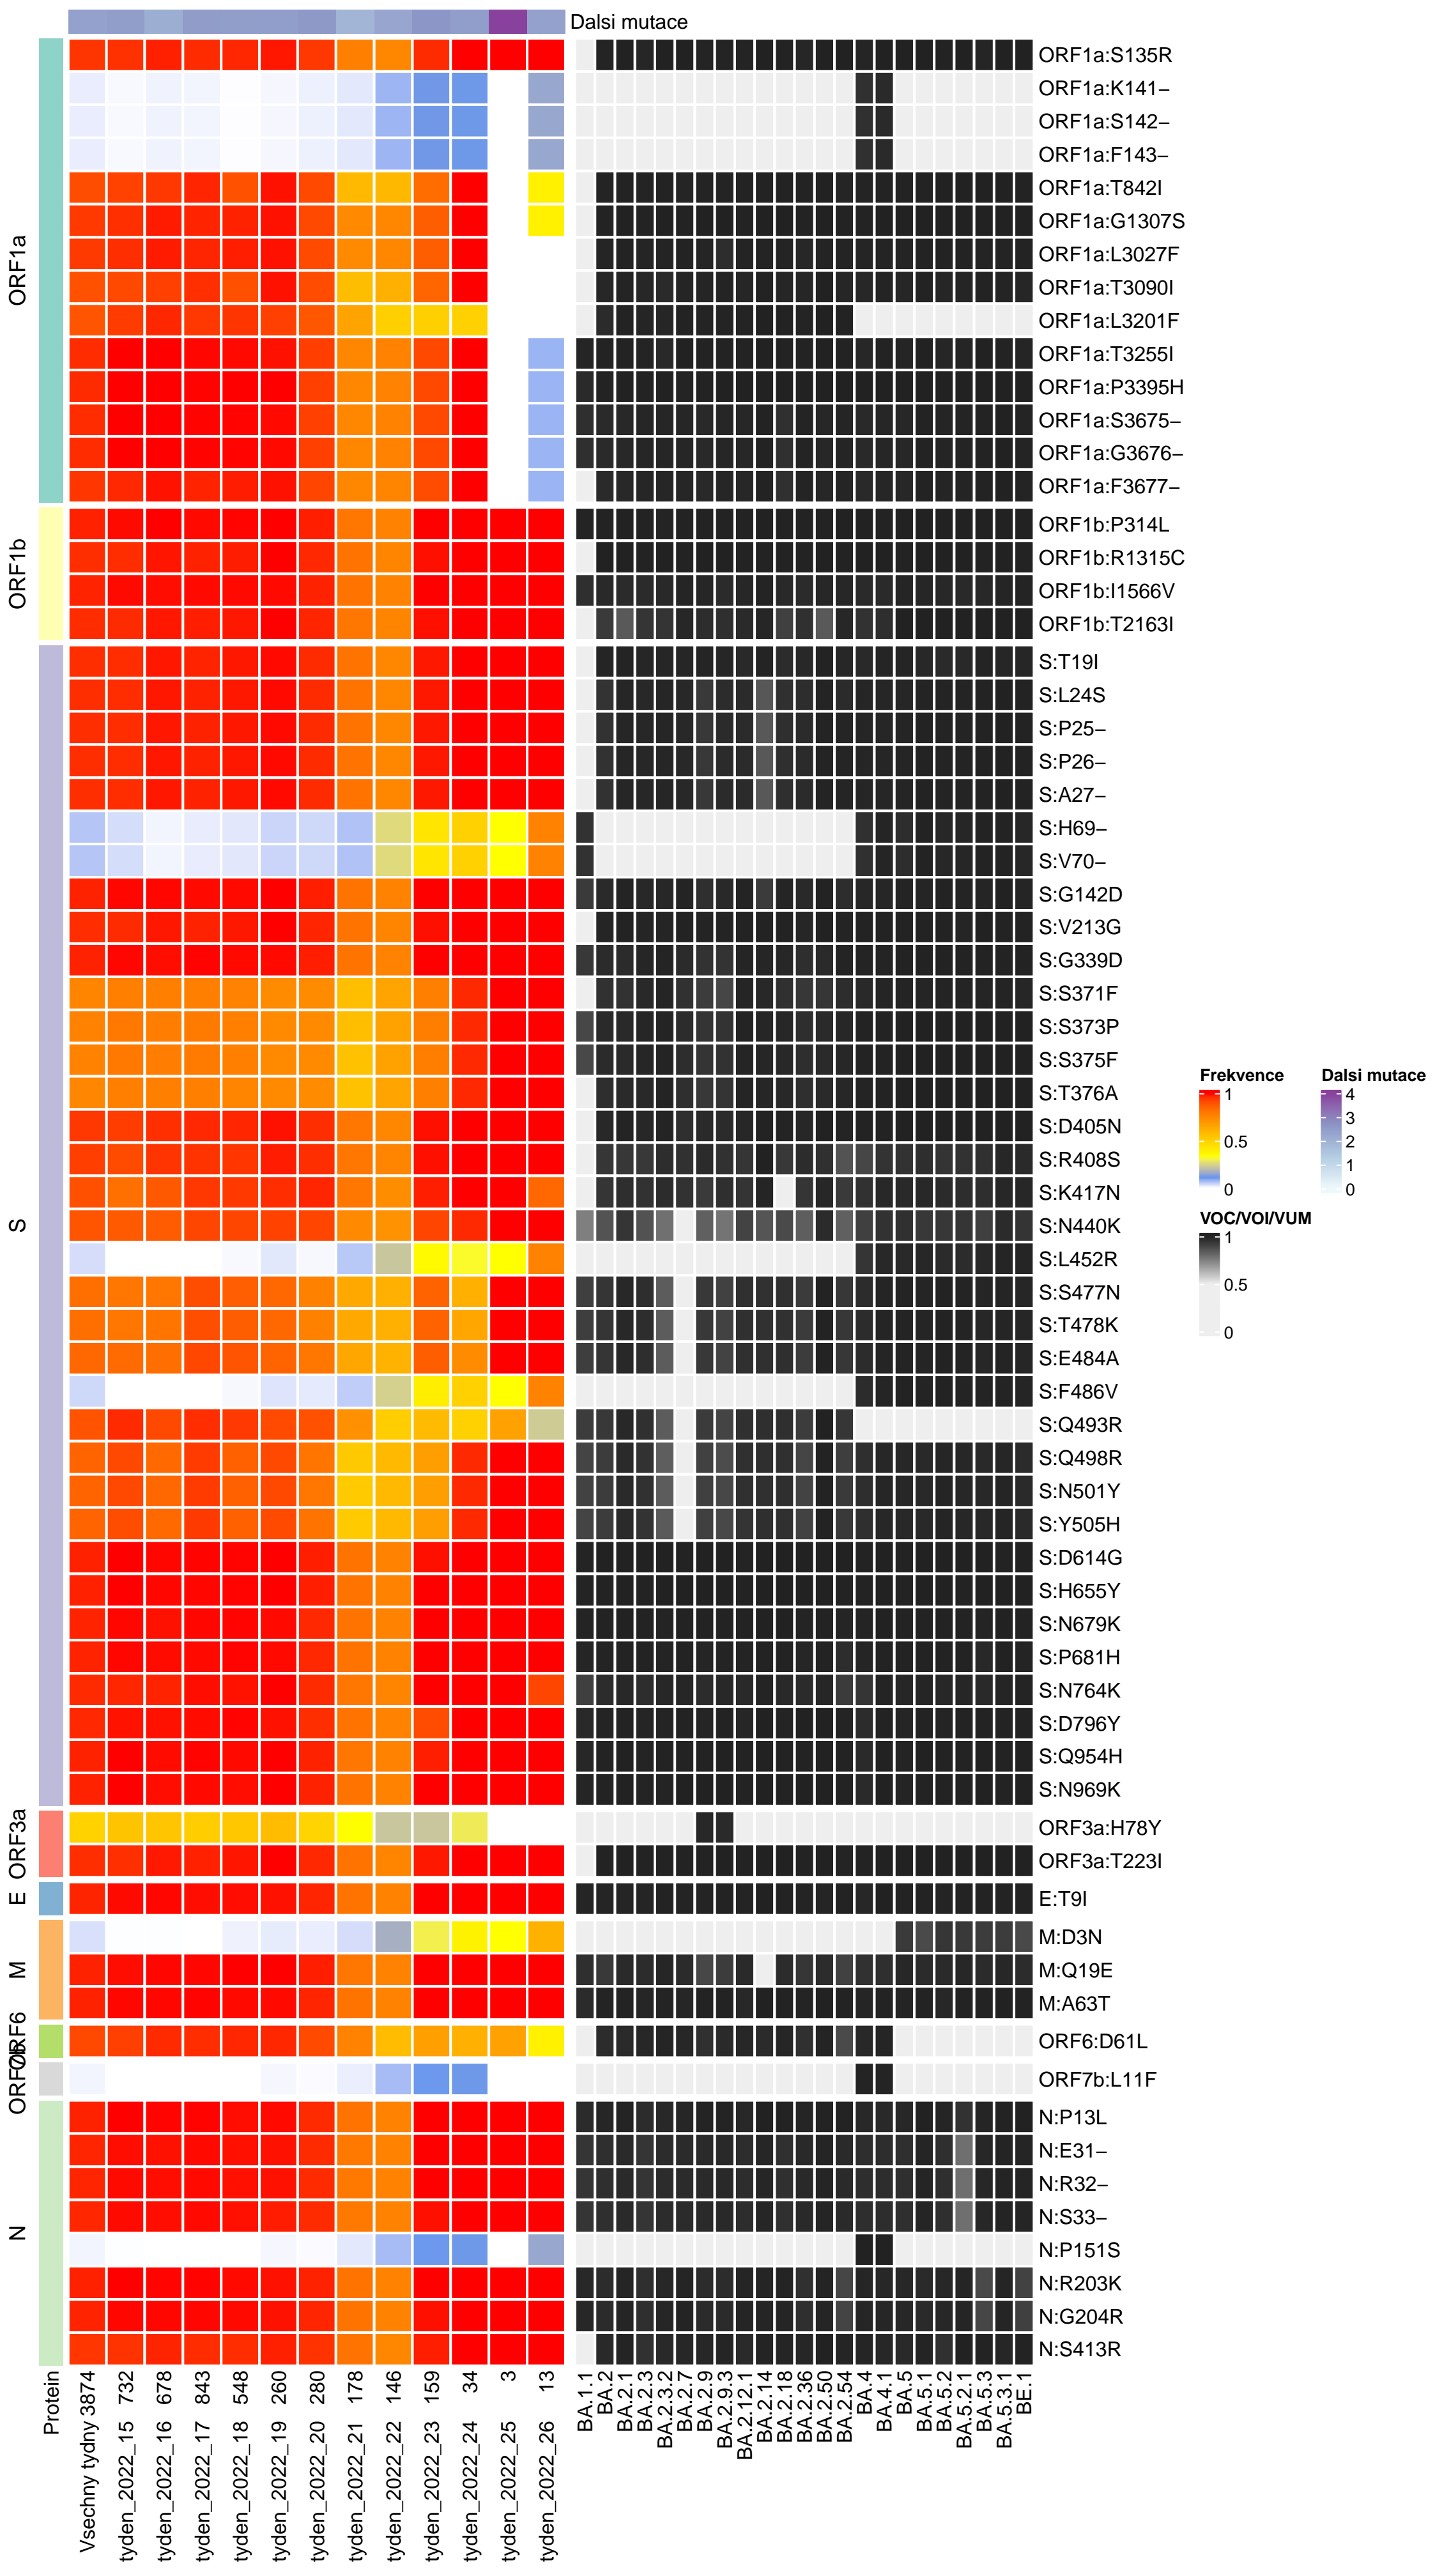 Dalsi mutace
ORF1a
ORF1a:S135R
ORF1a:K141−
ORF1a:S142−
ORF1a:F143−
ORF1a:T842I
ORF1a:G1307S
ORF1a:L3027F
ORF1a:T3090I
ORF1a:L3201F
ORF1a:T3255I
ORF1a:P3395H
ORF1a:S3675−
ORF1a:G3676−
ORF1a:F3677−
ORF1b
ORF1b:P314L
ORF1b:R1315C
ORF1b:I1566V
ORF1b:T2163I
S
S:T19I
S:L24S
S:P25−
S:P26−
S:A27−
S:H69−
S:V70−
S:G142D
S:V213G
S:G339D
S:S371F
S:S373P
S:S375F
S:T376A
S:D405N
S:R408S
S:K417N
S:N440K
S:L452R
S:S477N
S:T478K
S:E484A
S:F486V
S:Q493R
S:Q498R
S:N501Y
S:Y505H
S:D614G
S:H655Y
S:N679K
S:P681H
S:N764K
S:D796Y
S:Q954H
S:N969K
ORF3a
ORF3a:H78Y
ORF3a:T223I
E
E:T9I
M
M:D3N
M:Q19E
M:A63T
ORF6
ORF6:D61L
ORF7b
ORF7b:L11F
N
N:P13L
N:E31−
N:R32−
N:S33−
N:P151S
N:R203K
N:G204R
N:S413R
Frekvence
1
0.5
0
Dalsi mutace
4
3
2
1
0
VOC/VOI/VUM
1
0.5
0
Protein
Vsechny tydny 3874
tyden_2022_15 732
tyden_2022_16 678
tyden_2022_17 843
tyden_2022_18 548
tyden_2022_19 260
tyden_2022_20 280
tyden_2022_21 178
tyden_2022_22 146
tyden_2022_23 159
tyden_2022_24 34
tyden_2022_25 3
tyden_2022_26 13
BA.1.1
BA.2
BA.2.1
BA.2.3
BA.2.3.2
BA.2.7
BA.2.9
BA.2.9.3
BA.2.12.1
BA.2.14
BA.2.18
BA.2.36
BA.2.50
BA.2.54
BA.4
BA.4.1
BA.5
BA.5.1
BA.5.2
BA.5.2.1
BA.5.3
BA.5.3.1
BE.1